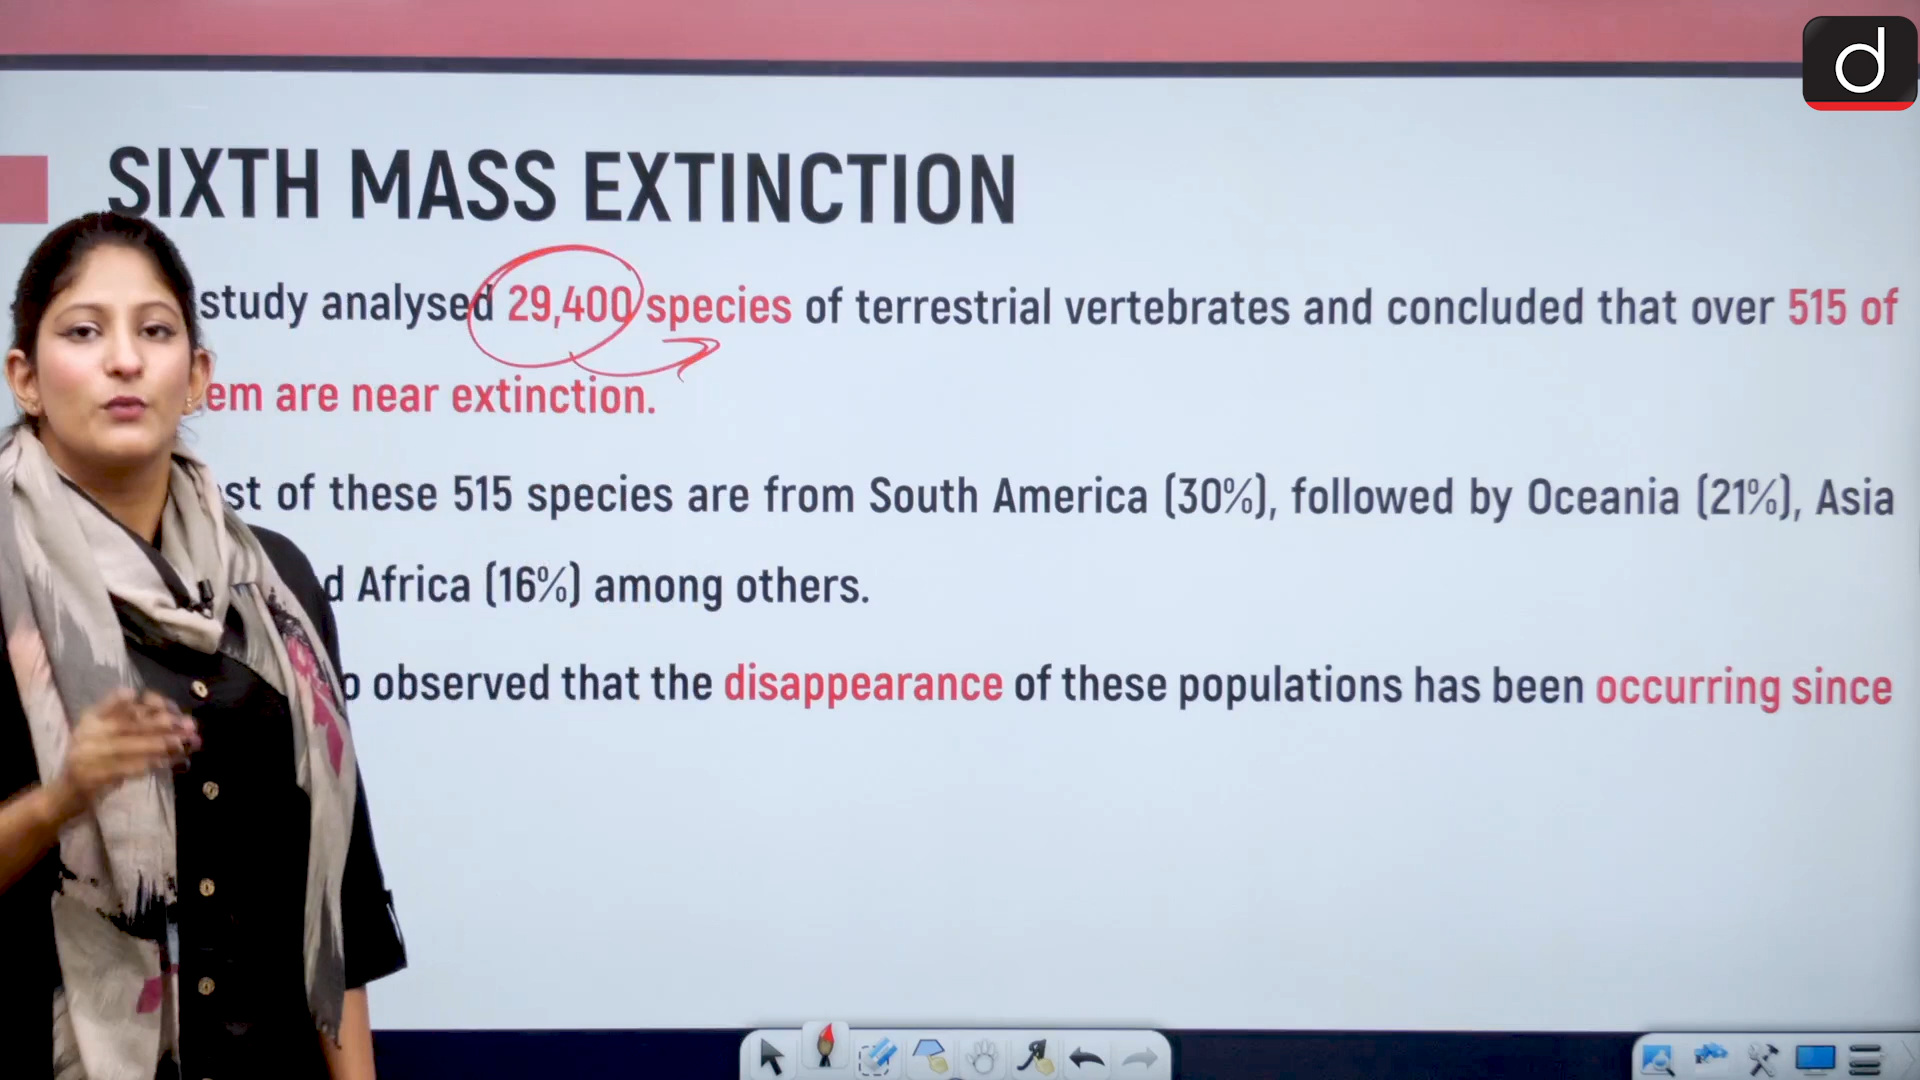 d
SIXTH MASS EXTINCTION
study analysed 29,400 species of terrestrial vertebrates and concluded that over 515 of
em are near extinction.
st of these 515 species are from South America (30%), followed by Oceania (21%), Asia
d Africa (16%) among others.
o observed that the disappearance of these populations has been occurring since